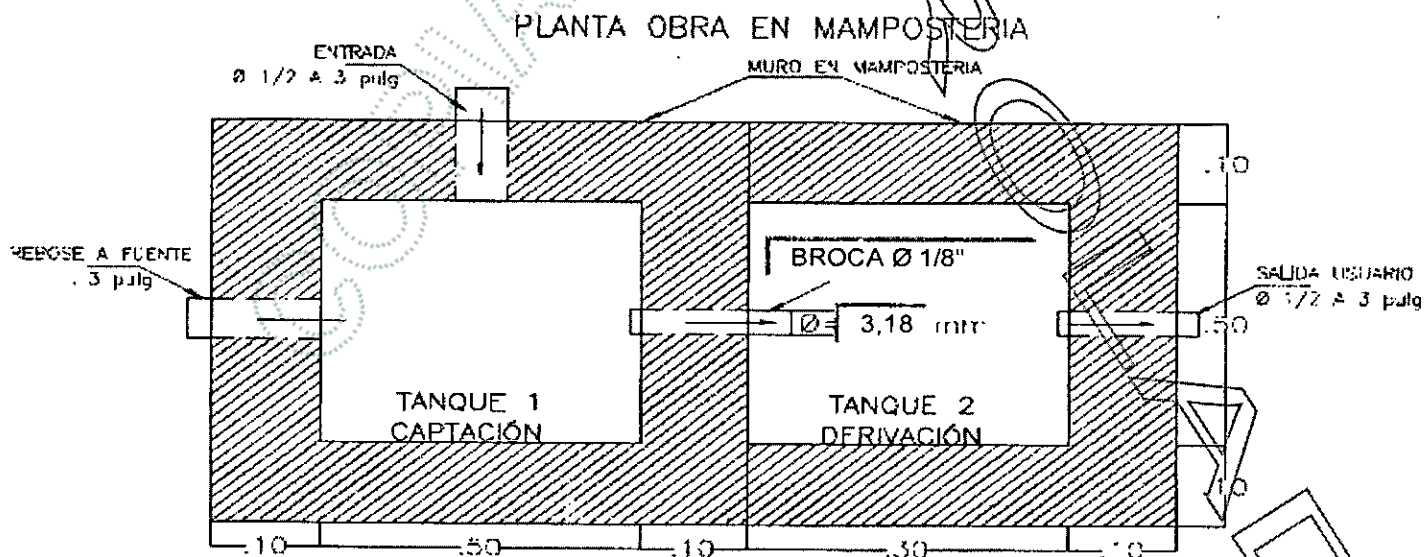 PLANTA OBRA EN MAMPOSTERIA
ENTRADA
Ø 1/2 A 3 pulg
MURO EN MAMPOSTERIA
.10
REBOSE A FUENTE
. 3 pulg
BROCA Ø 1/8"
SALIDA USUARIO
Ø 1/2 A 3 pulg
Ø= 3,18 mm
.50
TANQUE 1
CAPTACIÓN
TANQUE 2
DERIVACIÓN
.10
.10 .50 .10 .30 .10